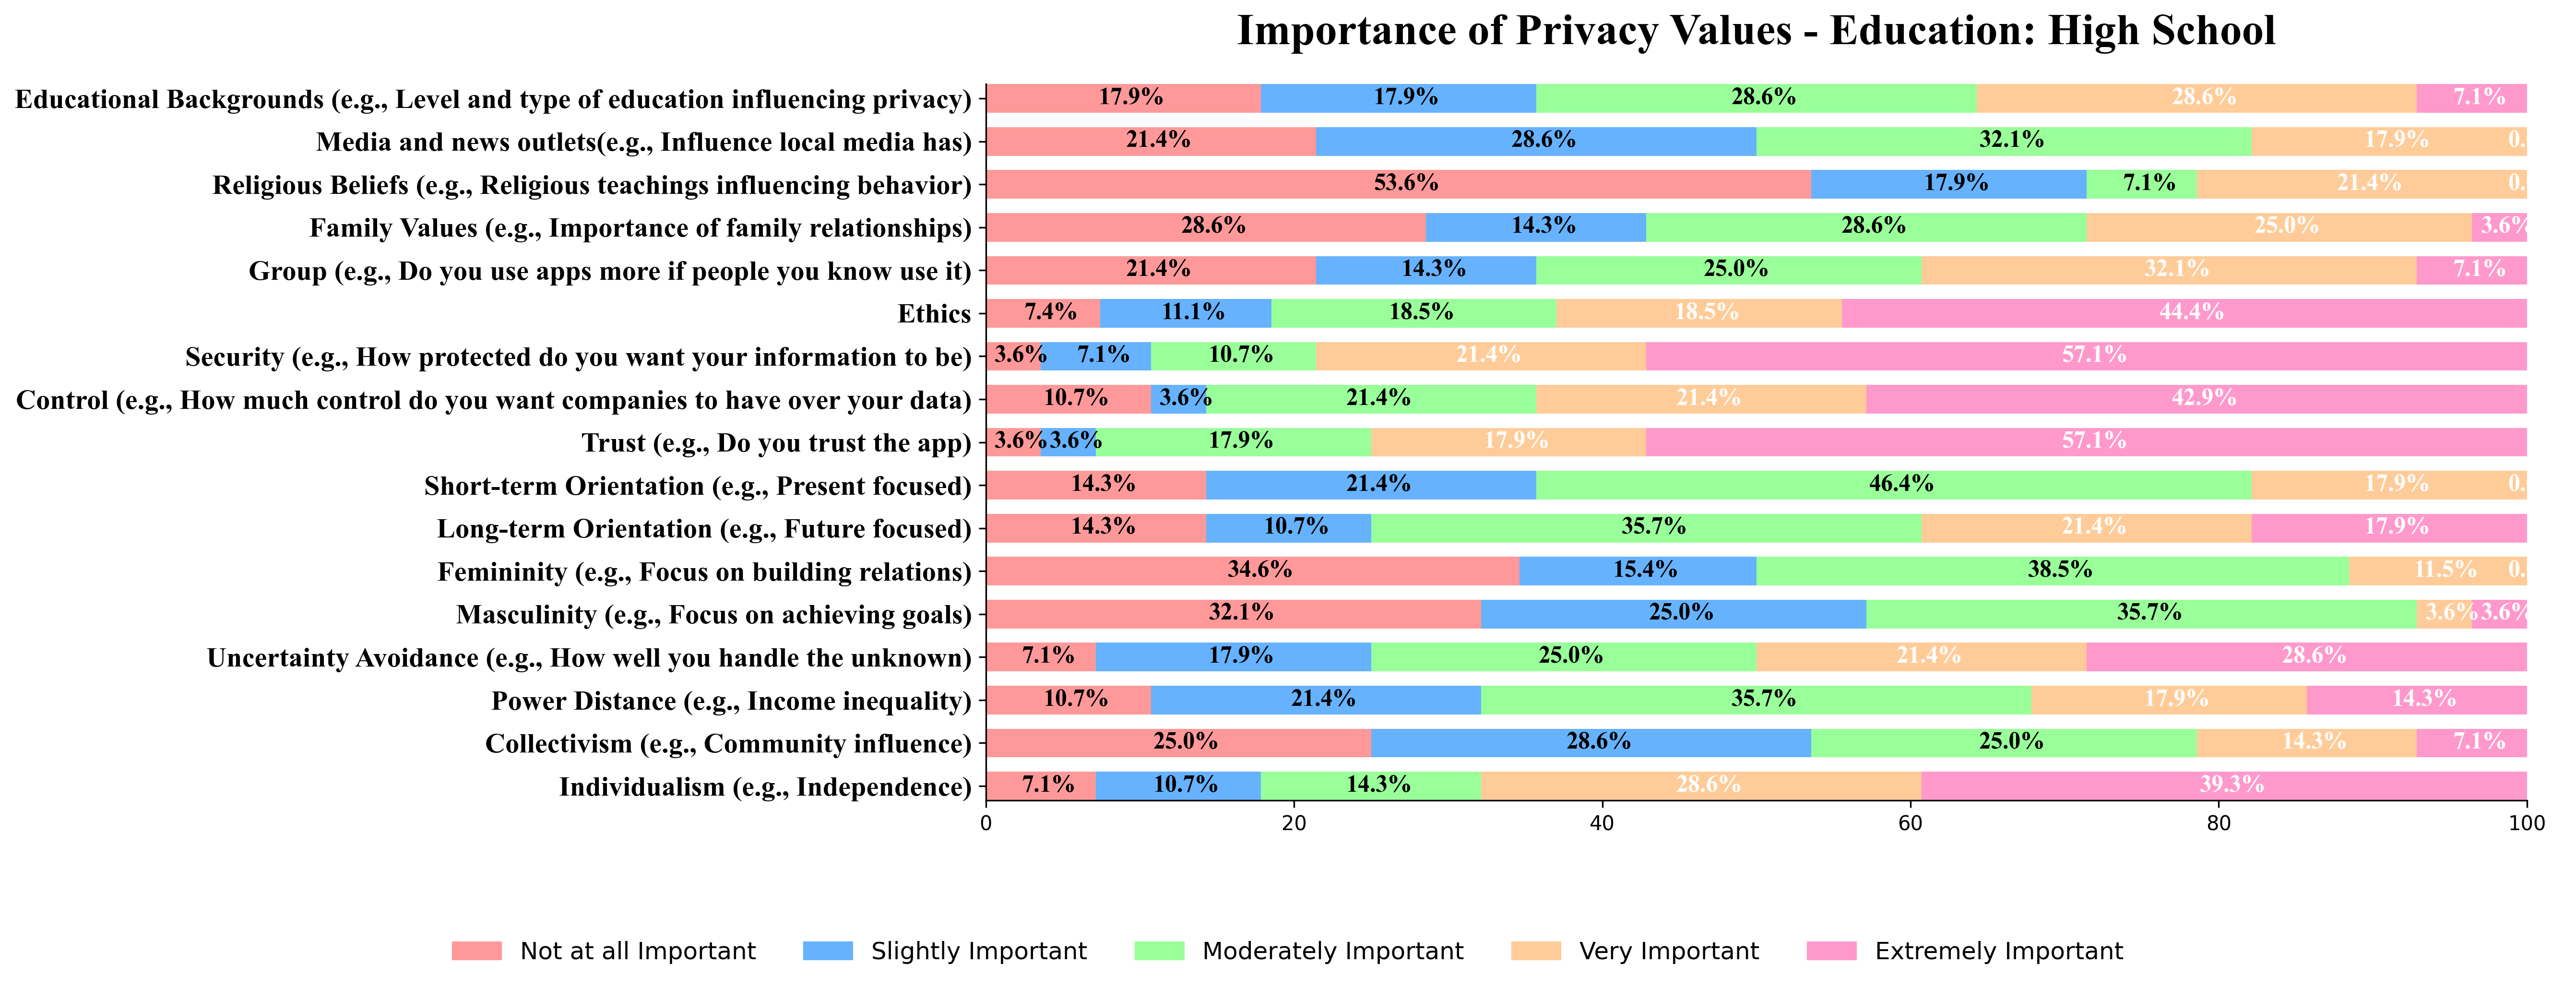 Importance of Privacy Values - Education: High School
Educational Backgrounds (e.g., Level and type of education influencing privacy) 17.9% 17.9% 28.6% 28.6% 7.1%
Media and news outlets(e.g., Influence local media has) 21.4% 28.6% 32.1% 17.9% 0.
Religious Beliefs (e.g., Religious teachings influencing behavior) 53.6% 17.9% 7.1% 21.4% 0.
Family Values (e.g., Importance of family relationships) 28.6% 14.3% 28.6% 25.0% 3.6%
Group (e.g., Do you use apps more if people you know use it) 21.4% 14.3% 25.0% 32.1% 7.1%
Ethics 7.4% 11.1% 18.5% 18.5% 44.4%
Security (e.g., How protected do you want your information to be) 3.6% 7.1% 10.7% 21.4% 57.1%
Control (e.g., How much control do you want companies to have over your data) 10.7% 3.6% 21.4% 21.4% 42.9%
Trust (e.g., Do you trust the app) 3.6% 3.6% 17.9% 17.9% 57.1%
Short-term Orientation (e.g., Present focused) 14.3% 21.4% 46.4% 17.9% 0.
Long-term Orientation (e.g., Future focused) 14.3% 10.7% 35.7% 21.4% 17.9%
Femininity (e.g., Focus on building relations) 34.6% 15.4% 38.5% 11.5% 0.
Masculinity (e.g., Focus on achieving goals) 32.1% 25.0% 35.7% 3.6% 3.6%
Uncertainty Avoidance (e.g., How well you handle the unknown) 7.1% 17.9% 25.0% 21.4% 28.6%
Power Distance (e.g., Income inequality) 10.7% 21.4% 35.7% 17.9% 14.3%
Collectivism (e.g., Community influence) 25.0% 28.6% 25.0% 14.3% 7.1%
Individualism (e.g., Independence) 7.1% 10.7% 14.3% 28.6% 39.3%
0 20 40 60 80 100
Not at all Important Slightly Important Moderately Important Very Important Extremely Important